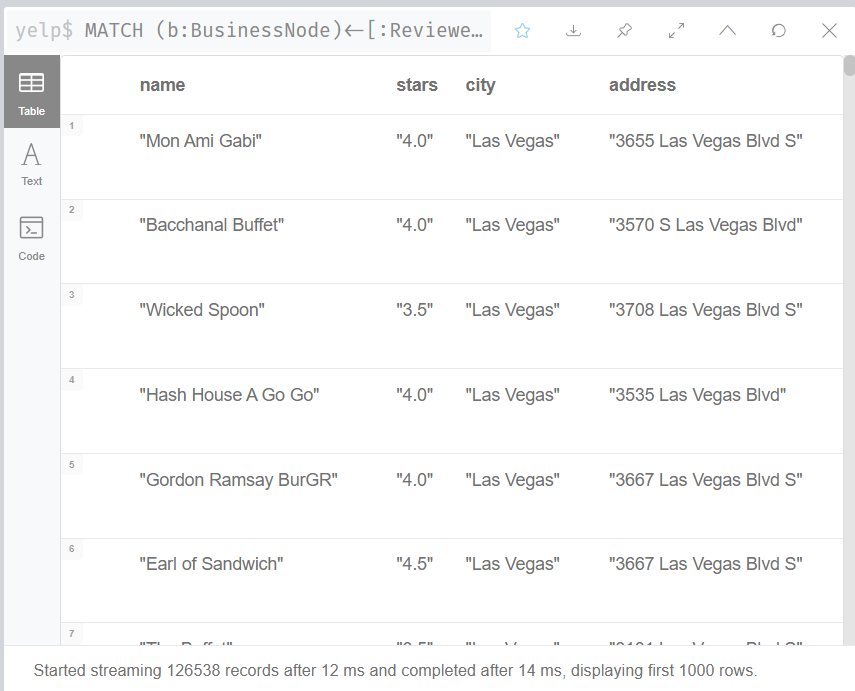 yelp$ MATCH (b:BusinessNode)<-[:Reviewe…
Table
Text
Code
name stars city address
1 "Mon Ami Gabi" "4.0" "Las Vegas" "3655 Las Vegas Blvd S"
2 "Bacchanal Buffet" "4.0" "Las Vegas" "3570 S Las Vegas Blvd"
3 "Wicked Spoon" "3.5" "Las Vegas" "3708 Las Vegas Blvd S"
4 "Hash House A Go Go" "4.0" "Las Vegas" "3535 Las Vegas Blvd"
5 "Gordon Ramsay BurGR" "4.0" "Las Vegas" "3667 Las Vegas Blvd S"
6 "Earl of Sandwich" "4.5" "Las Vegas" "3667 Las Vegas Blvd S"
7
Started streaming 126538 records after 12 ms and completed after 14 ms, displaying first 1000 rows.